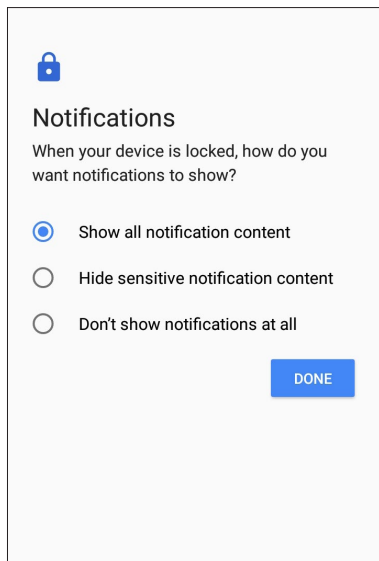 Notifications
When your device is locked, how do you
want notifications to show?
Show all notification content
Hide sensitive notification content
Don’t show notifications at all
DONE